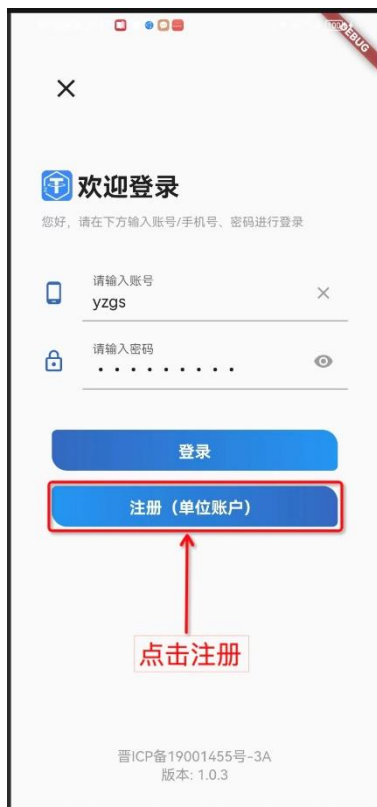 DEBUG
欢迎登录
您好，请在下方输入账号/手机号、密码进行登录
请输入账号
yzgs
请输入密码
登录
注册（单位账户）
点击注册
晋ICP备19001455号-3A
版本: 1.0.3